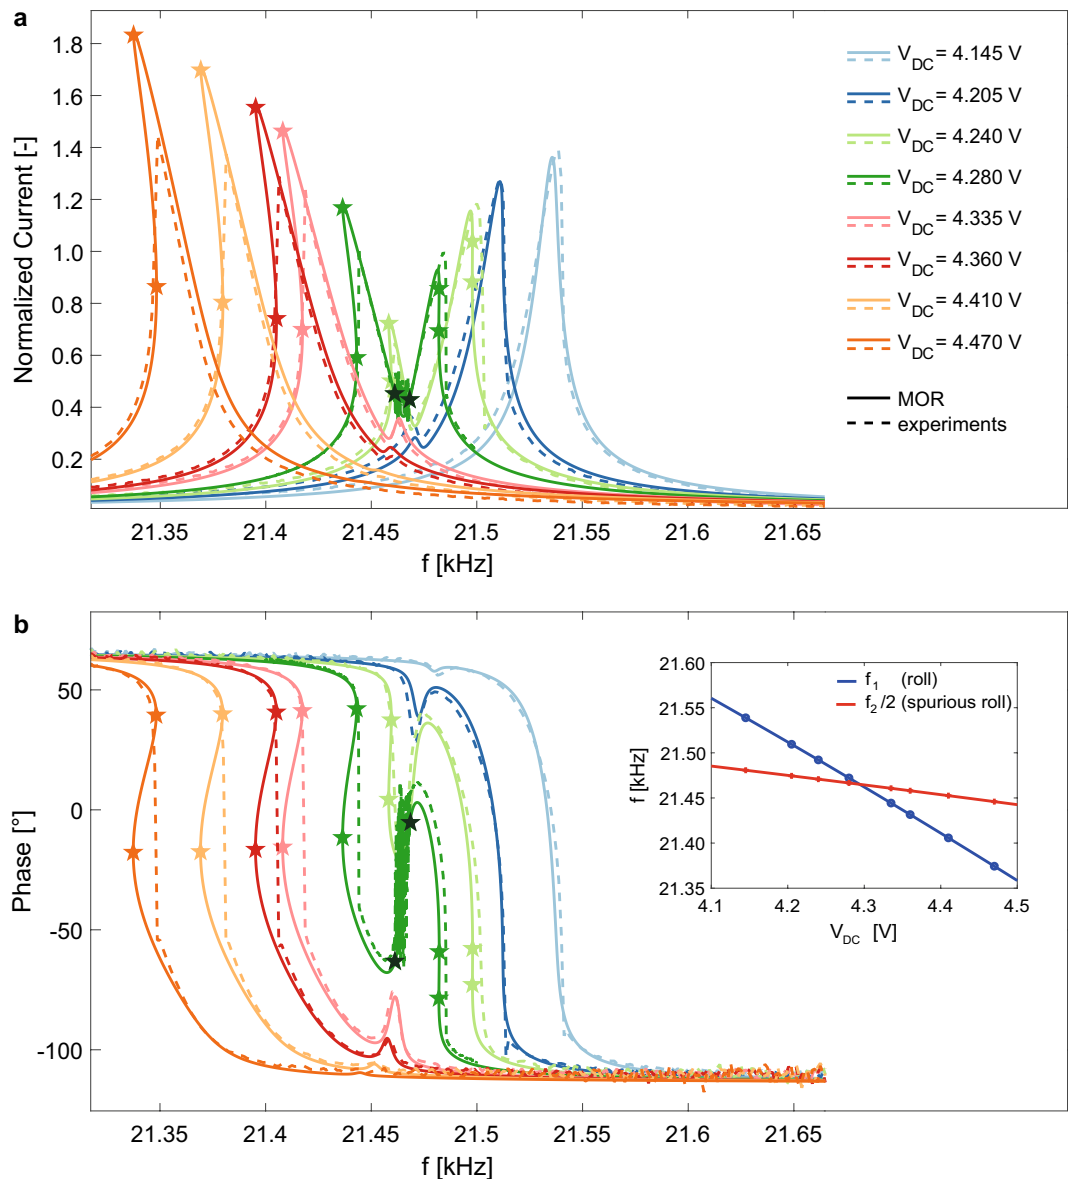 a
Normalized Current [-]
1.8
1.6
1.4
1.2
1.0
0.8
0.6
0.4
0.2
21.35 21.4 21.45 21.5 21.55 21.6 21.65
f [kHz]
V_DC = 4.145 V
V_DC = 4.205 V
V_DC = 4.240 V
V_DC = 4.280 V
V_DC = 4.335 V
V_DC = 4.360 V
V_DC = 4.410 V
V_DC = 4.470 V
MOR
experiments
b
Phase [°]
50
0
-50
-100
21.35 21.4 21.45 21.5 21.55 21.6 21.65
f [kHz]
f [kHz]
21.60
21.55
21.50
21.45
21.40
21.35
4.1 4.2 4.3 4.4 4.5
V_DC [V]
f_1 (roll)
f_2/2 (spurious roll)